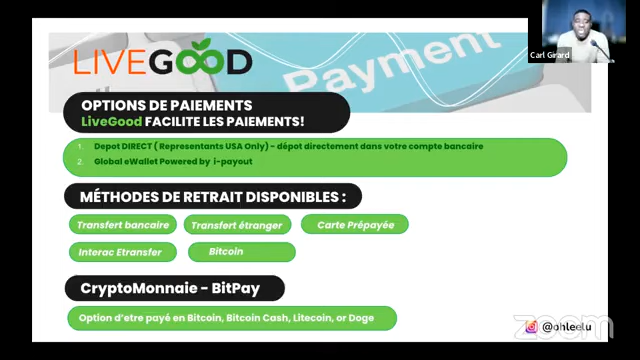 Carl Girard
LIVEGOOD
Payment
OPTIONS DE PAIEMENTS
LiveGood FACILITE LES PAIEMENTS!
1. Depot DIRECT ( Representants USA Only) - dépot directement dans votre compte bancaire
2. Global eWallet Powered by i-payout
MÉTHODES DE RETRAIT DISPONIBLES :
Transfert bancaire
Transfert étranger
Carte Prépayée
Interac Etransfer
Bitcoin
CryptoMonnaie - BitPay
Option d'etre payé en Bitcoin, Bitcoin Cash, Litecoin, or Doge
@ohleelu
zoom